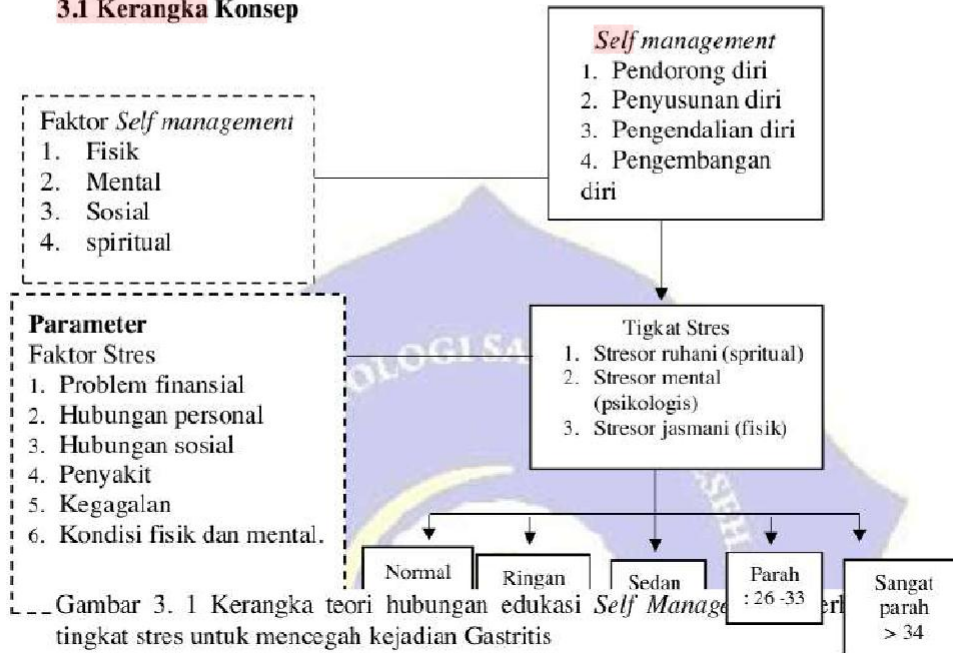 3.1 Kerangka Konsep
Self management
1. Pendorong diri
2. Penyusunan diri
3. Pengendalian diri
4. Pengembangan
diri
Faktor Self management
1. Fisik
2. Mental
3. Sosial
4. spiritual
Parameter
Faktor Stres
1. Problem finansial
2. Hubungan personal
3. Hubungan sosial
4. Penyakit
5. Kegagalan
6. Kondisi fisik dan mental.
Tigkat Stres
1. Stresor ruhani (spritual)
2. Stresor mental
(psikologis)
3. Stresor jasmani (fisik)
Normal
Ringan
Sedan
Parah
: 26 -33
Sangat
parah
> 34
Gambar 3. 1 Kerangka teori hubungan edukasi Self
tingkat stres untuk mencegah kejadian Gastritis